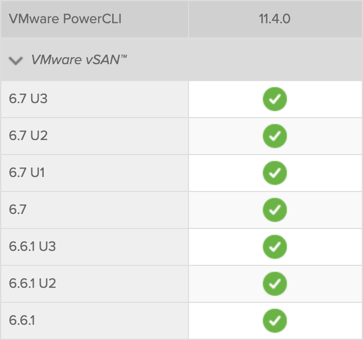 VMware PowerCLI 11.4.0
VMware vSAN™
6.7 U3
6.7 U2
6.7 U1
6.7
6.6.1 U3
6.6.1 U2
6.6.1